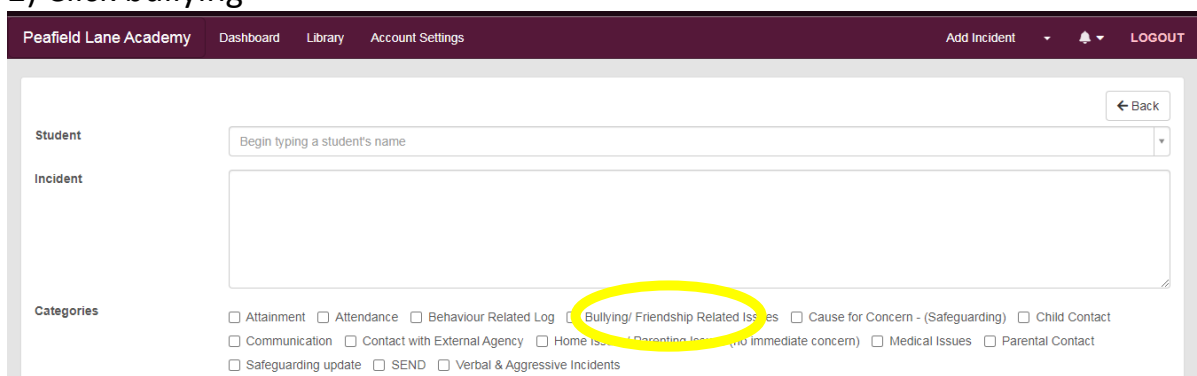 Peafield Lane Academy Dashboard Library Account Settings Add Incident LOGOUT
Back
Student Begin typing a student's name
Incident
Categories Attainment Attendance Behaviour Related Log Bullying/ Friendship Related Issues Cause for Concern - (Safeguarding) Child Contact
Communication Contact with External Agency Home Issues / Parenting Issues (no immediate concern) Medical Issues Parental Contact
Safeguarding update SEND Verbal & Aggressive Incidents